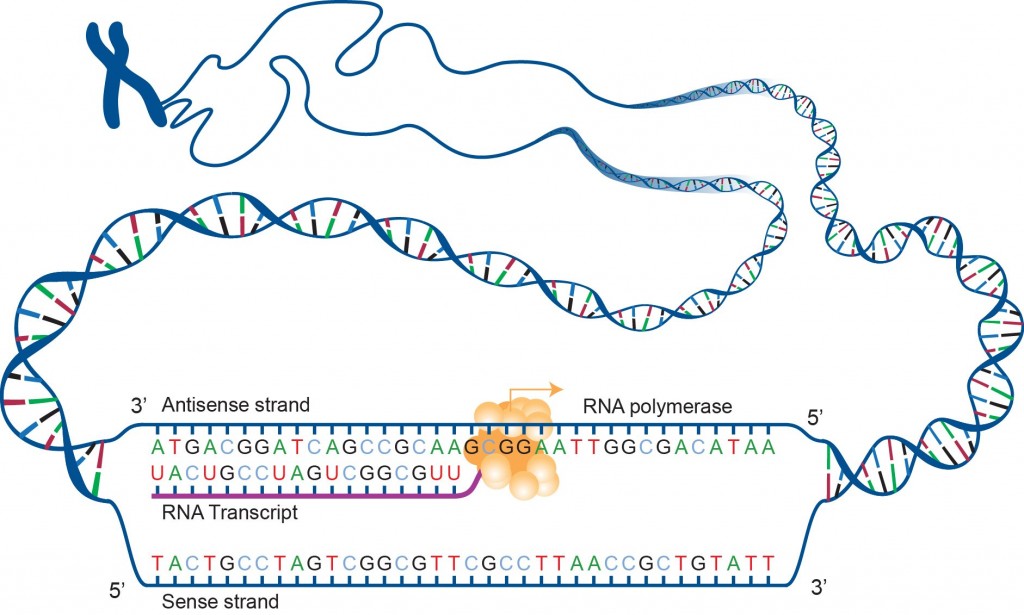 3’ Antisense strand RNA polymerase 5’
ATGACGGATCAGCCGCAAGCGGAATTGGCGACATAA
UACUGCCUAGUCGGCGUU
RNA Transcript
TACTGCCTAGTCGGCGTTCGCCTTAACCGCTGTATT
5’ Sense strand 3’